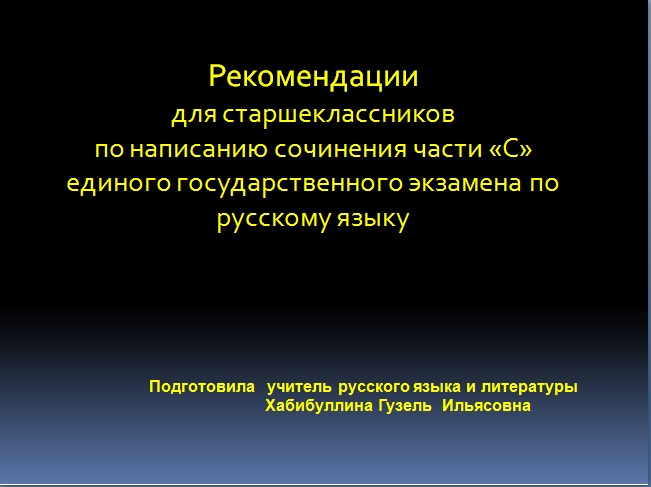 Рекомендации
для старшеклассников
по написанию сочинения части «С»
единого государственного экзамена по
русскому языку
Подготовила учитель русского языка и литературы
Хабибуллина Гузель Ильясовна